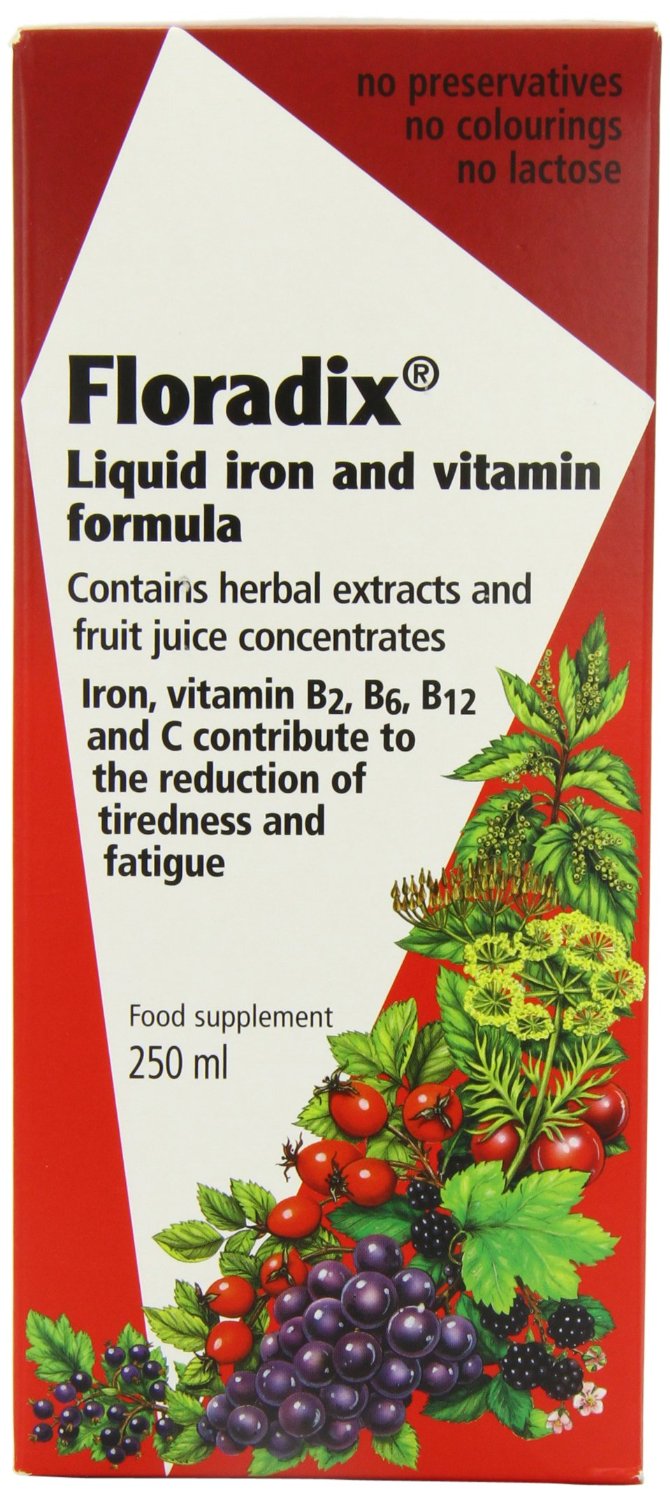 no preservatives
no colourings
no lactose
Floradix®
Liquid iron and vitamin
formula
Contains herbal extracts and
fruit juice concentrates
Iron, vitamin B2, B6, B12
and C contribute to
the reduction of
tiredness and
fatigue
Food supplement
250 ml